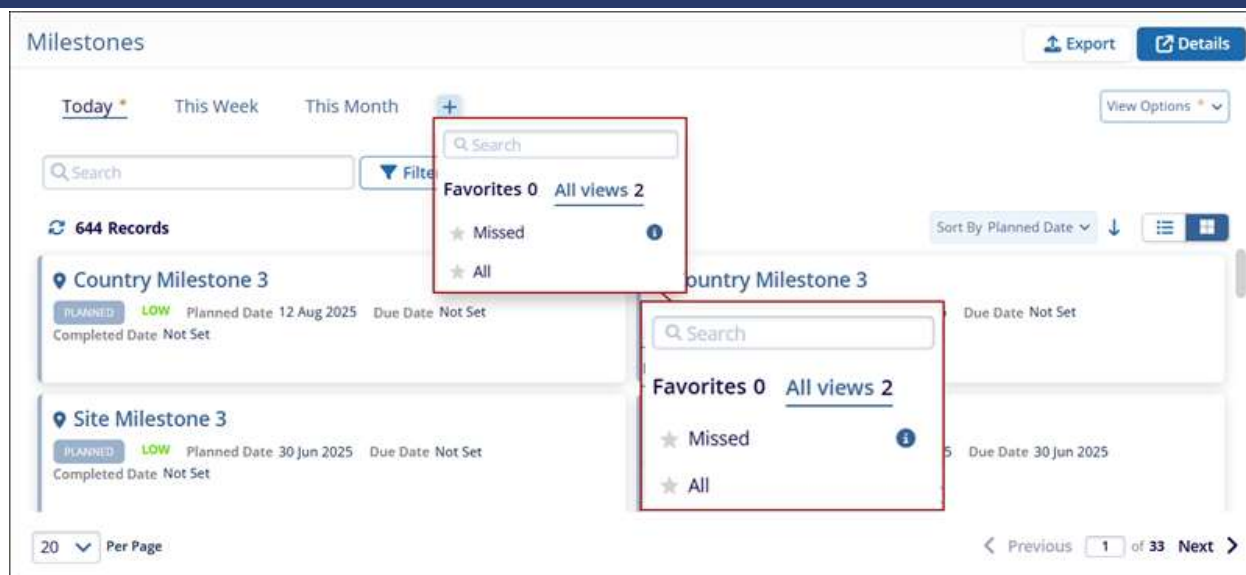 Milestones
Export
Details
Today *
This Week
This Month
+
View Options *
Search
Filte
Search
Favorites 0 All views 2
Missed
All
644 Records
Sort By Planned Date
Country Milestone 3
PLANNED LOW Planned Date 12 Aug 2025 Due Date Not Set
Completed Date Not Set
ountry Milestone 3
Due Date Not Set
Search
Favorites 0 All views 2
Missed
All
Site Milestone 3
PLANNED LOW Planned Date 30 Jun 2025 Due Date Not Set
Completed Date Not Set
5 Due Date 30 Jun 2025
20 Per Page
Previous 1 of 33 Next